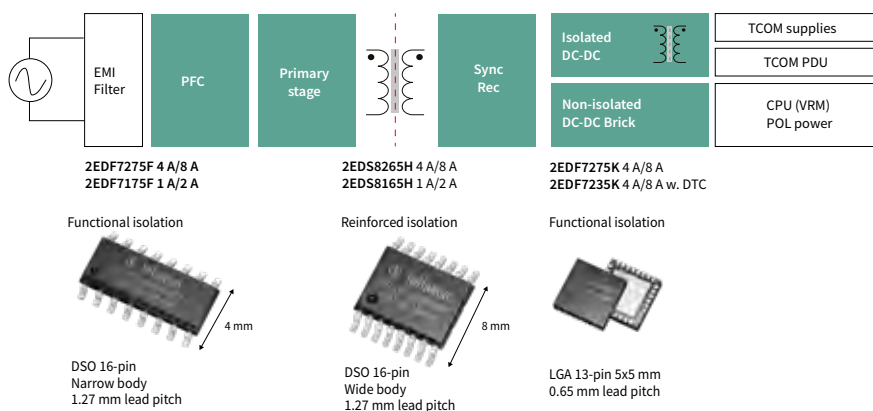 EMI
Filter
PFC
Primary
stage
Sync
Rec
Isolated
DC-DC
Non-isolated
DC-DC Brick
TCOM supplies
TCOM PDU
CPU (VRM)
POL power
2EDF7275F 4 A/8 A
2EDF7175F 1 A/2 A
2EDS8265H 4 A/8 A
2EDS8165H 1 A/2 A
2EDF7275K 4 A/8 A
2EDF7235K 4 A/8 A w. DTC
Functional isolation
Reinforced isolation
Functional isolation
4 mm
8 mm
DSO 16-pin
Narrow body
1.27 mm lead pitch
DSO 16-pin
Wide body
1.27 mm lead pitch
LGA 13-pin 5x5 mm
0.65 mm lead pitch